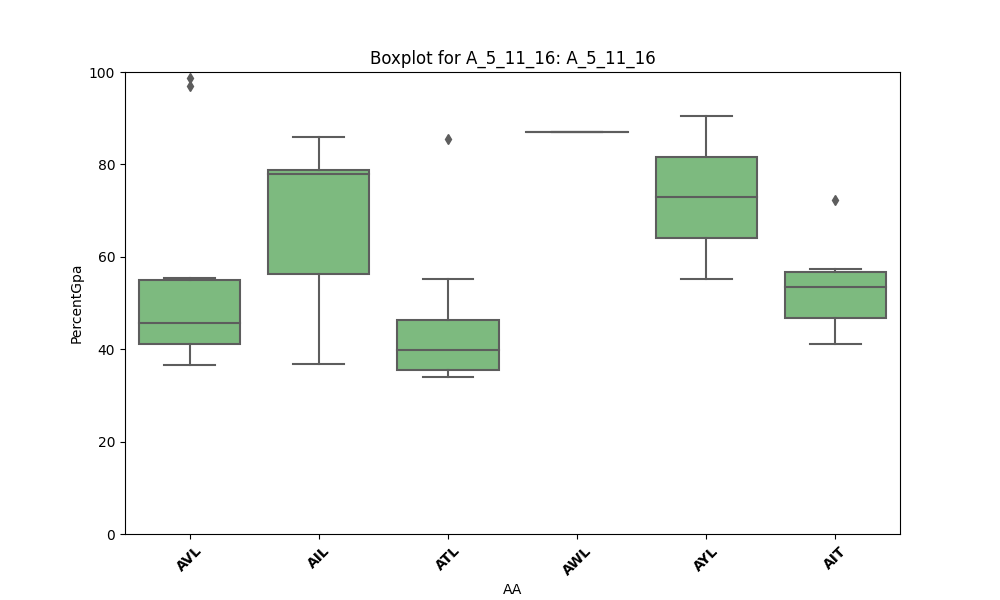 Boxplot for A_5_11_16: A_5_11_16
100
80
60
40
20
0
PercentGpa
AVL
AIL
ATL
AWL
AYL
AIT
AA